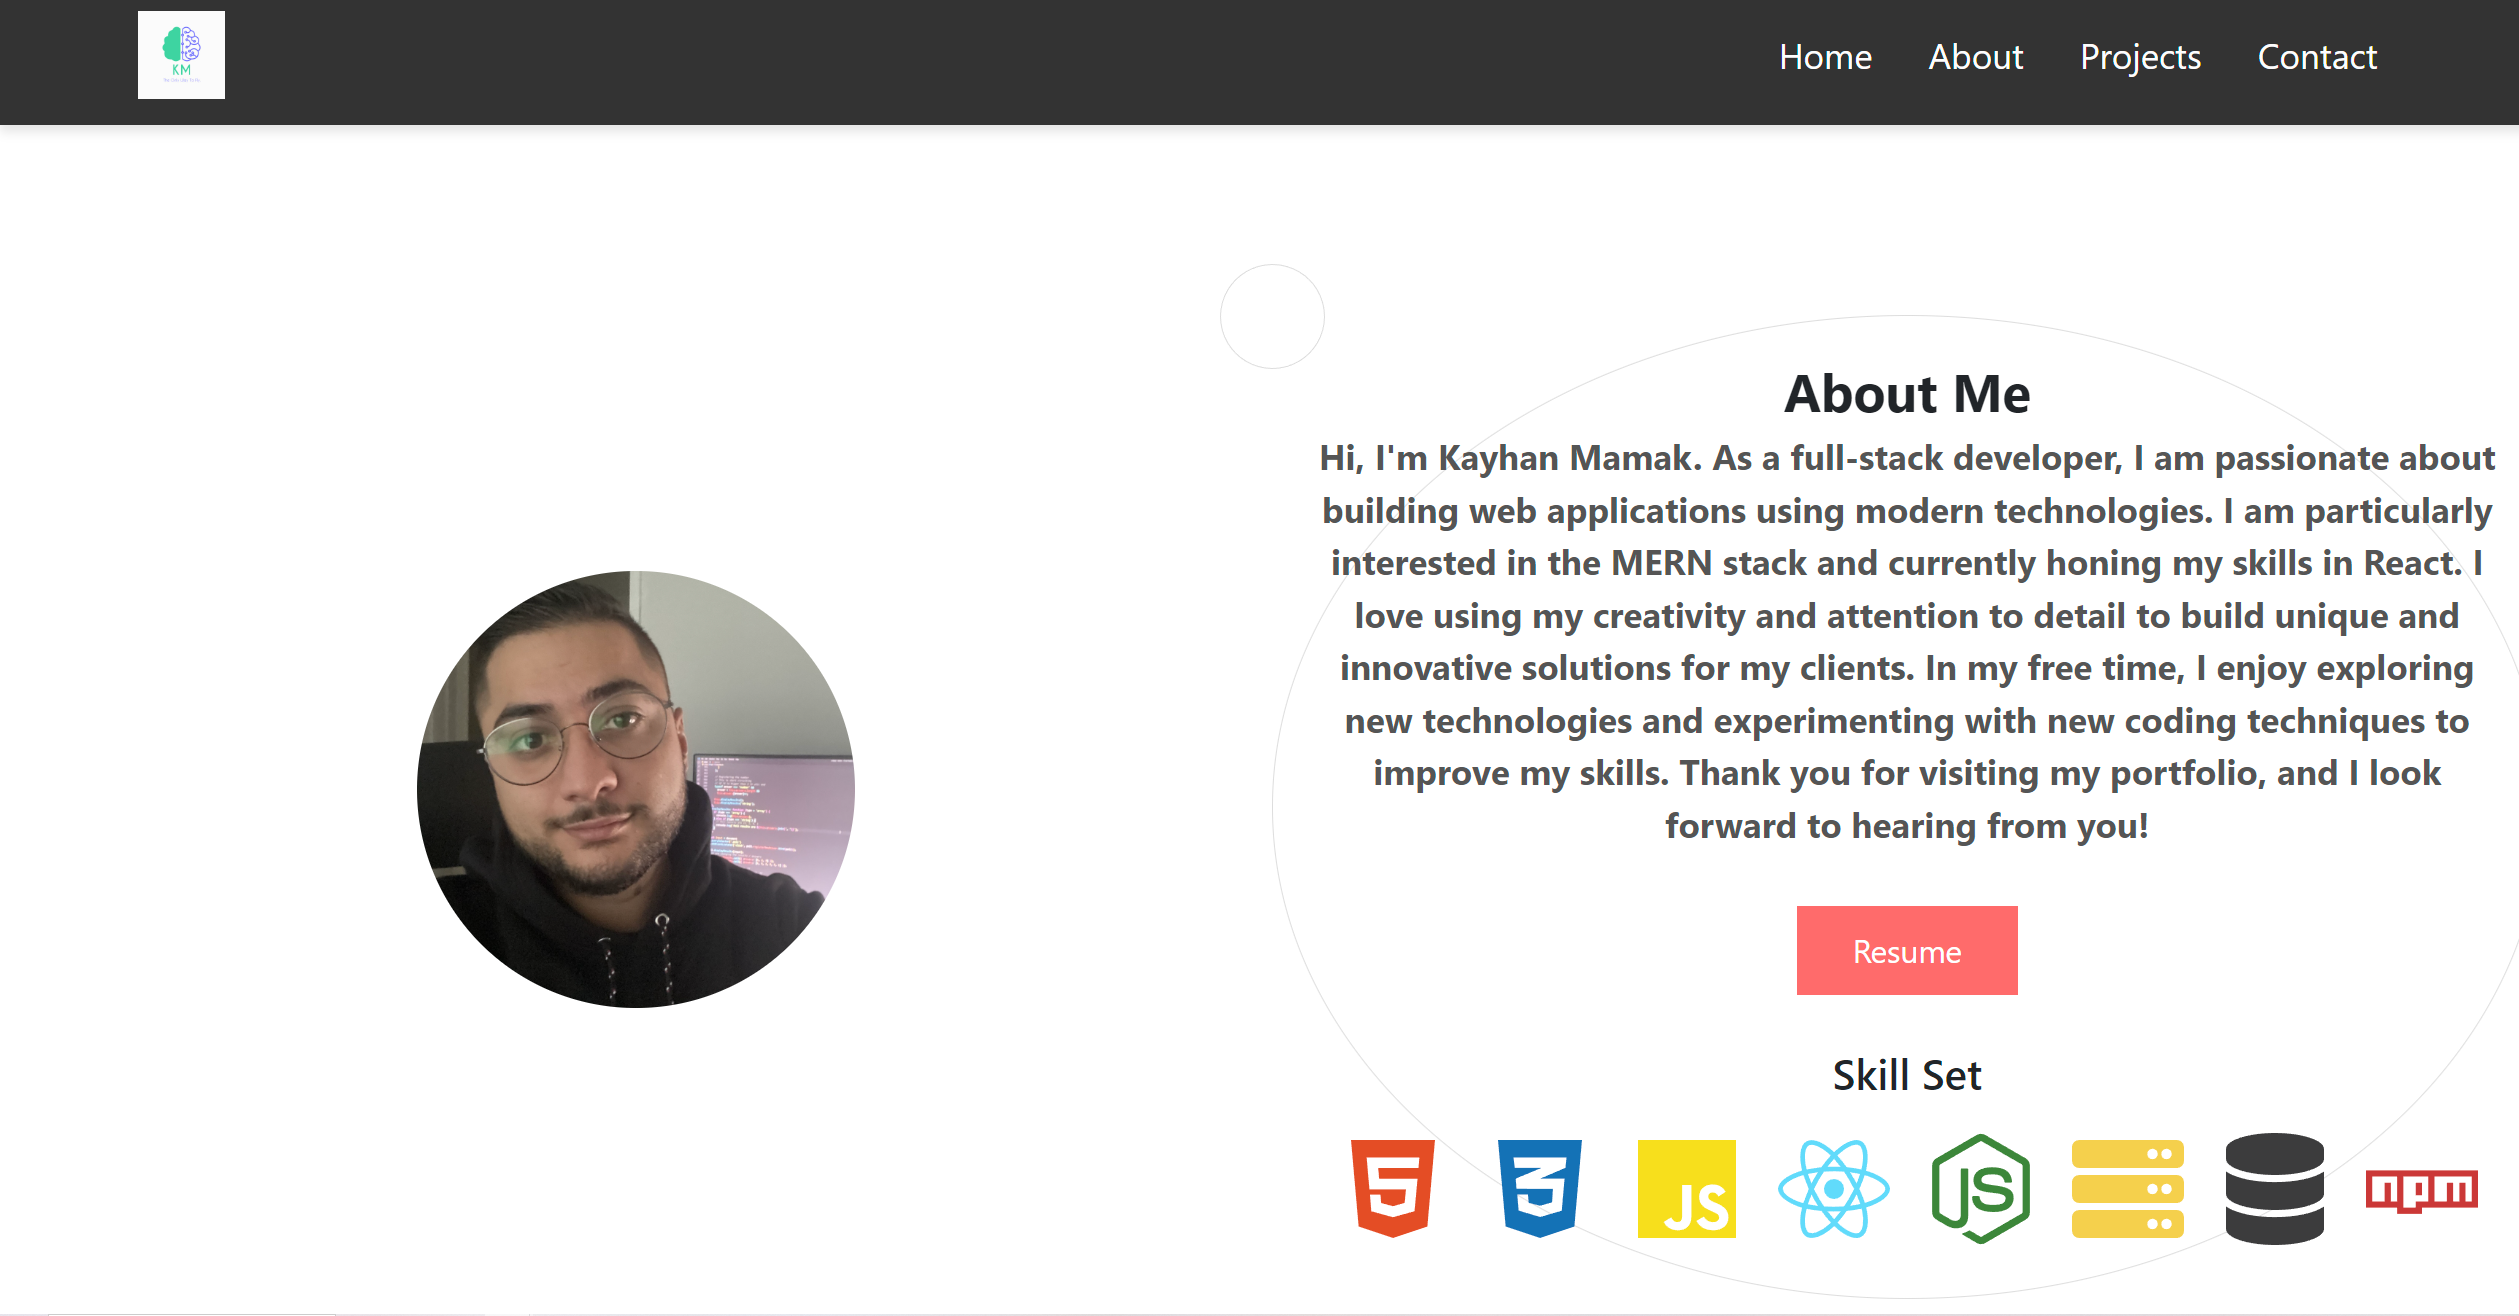 KM
Home
About
Projects
Contact
About Me
Hi, I'm Kayhan Mamak. As a full-stack developer, I am passionate about
building web applications using modern technologies. I am particularly
interested in the MERN stack and currently honing my skills in React. I
love using my creativity and attention to detail to build unique and
innovative solutions for my clients. In my free time, I enjoy exploring
new technologies and experimenting with new coding techniques to
improve my skills. Thank you for visiting my portfolio, and I look
forward to hearing from you!
Resume
Skill Set
5
3
JS
JS
npm